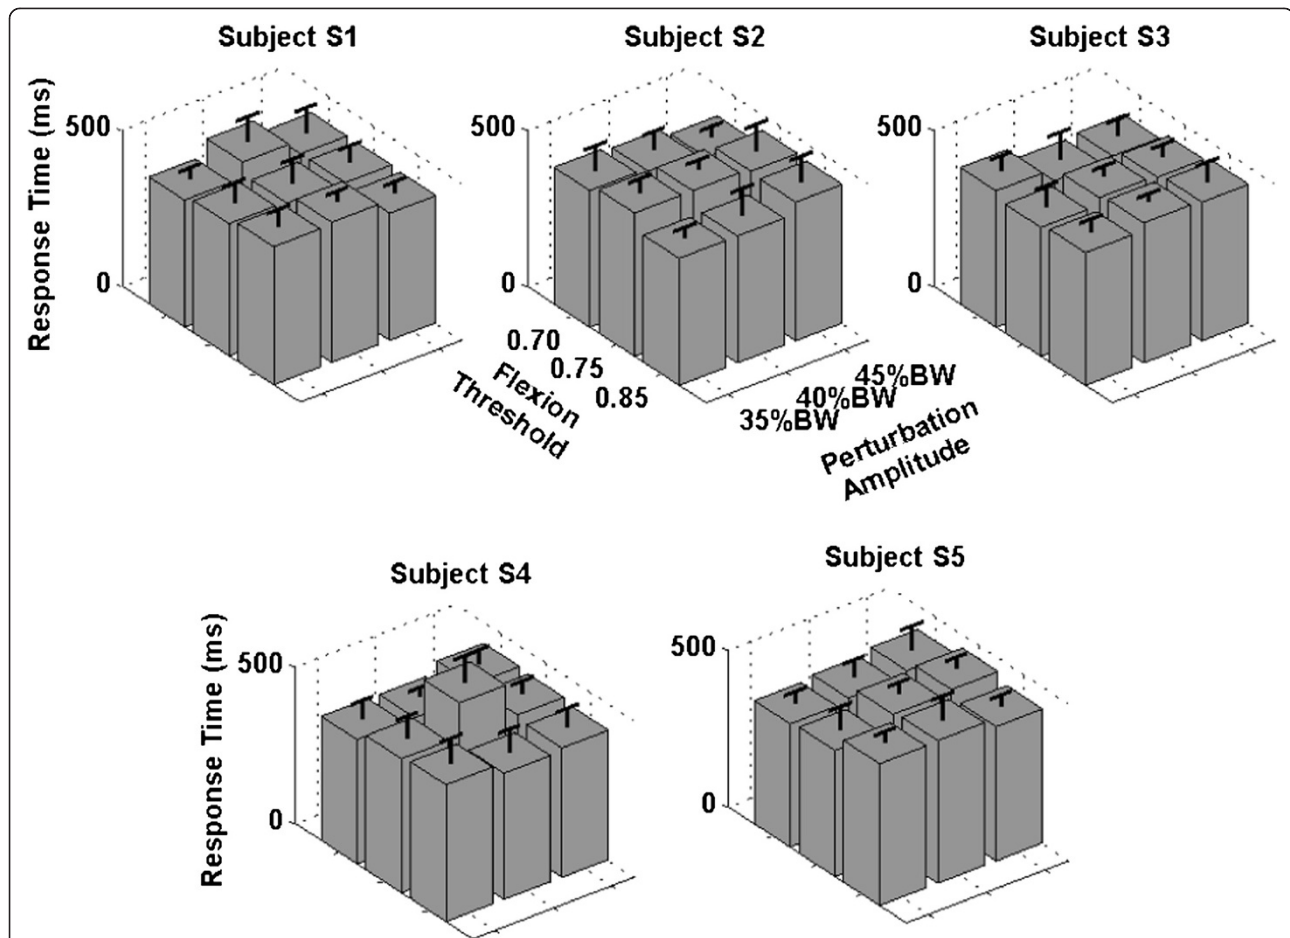 Subject S1
Subject S2
Subject S3
Response Time (ms)
500
0
500
0
500
0
0.70
0.75
0.85
Flexion
Threshold
45%BW
40%BW
35%BW
Perturbation
Amplitude
Subject S4
Subject S5
Response Time (ms)
500
0
500
0